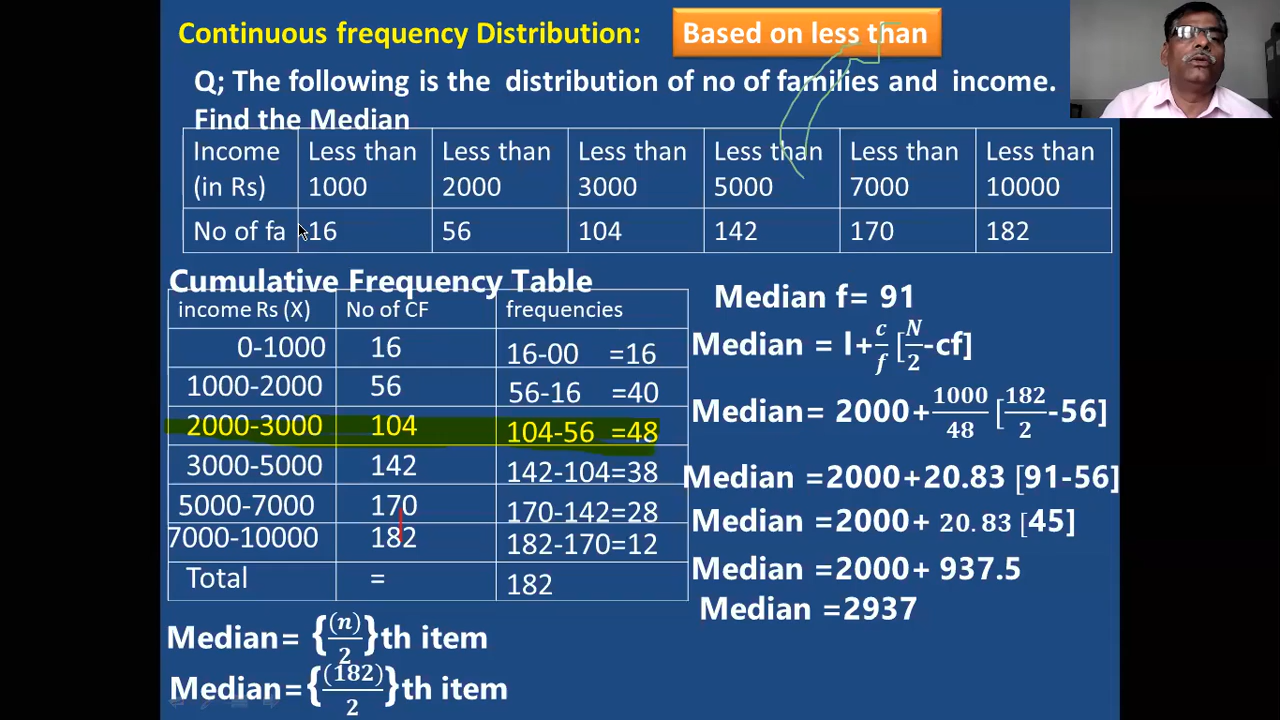 Continuous frequency Distribution:
Based on less than
Q; The following is the distribution of no of families and income.
Find the Median
Income (in Rs) Less than 1000 Less than 2000 Less than 3000 Less than 5000 Less than 7000 Less than 10000
No of fa 16 56 104 142 170 182
Cumulative Frequency Table
income Rs (X) No of CF frequencies
0-1000 16 16-00 =16
1000-2000 56 56-16 =40
2000-3000 104 104-56 =48
3000-5000 142 142-104=38
5000-7000 170 170-142=28
7000-10000 182 182-170=12
Total = 182
Median= {(n)/2}th item
Median={(182)/2}th item
Median f= 91
Median = l+c/f [N/2-cf]
Median= 2000+1000/48 [182/2-56]
Median =2000+20.83 [91-56]
Median =2000+ 20.83 [45]
Median =2000+ 937.5
Median =2937